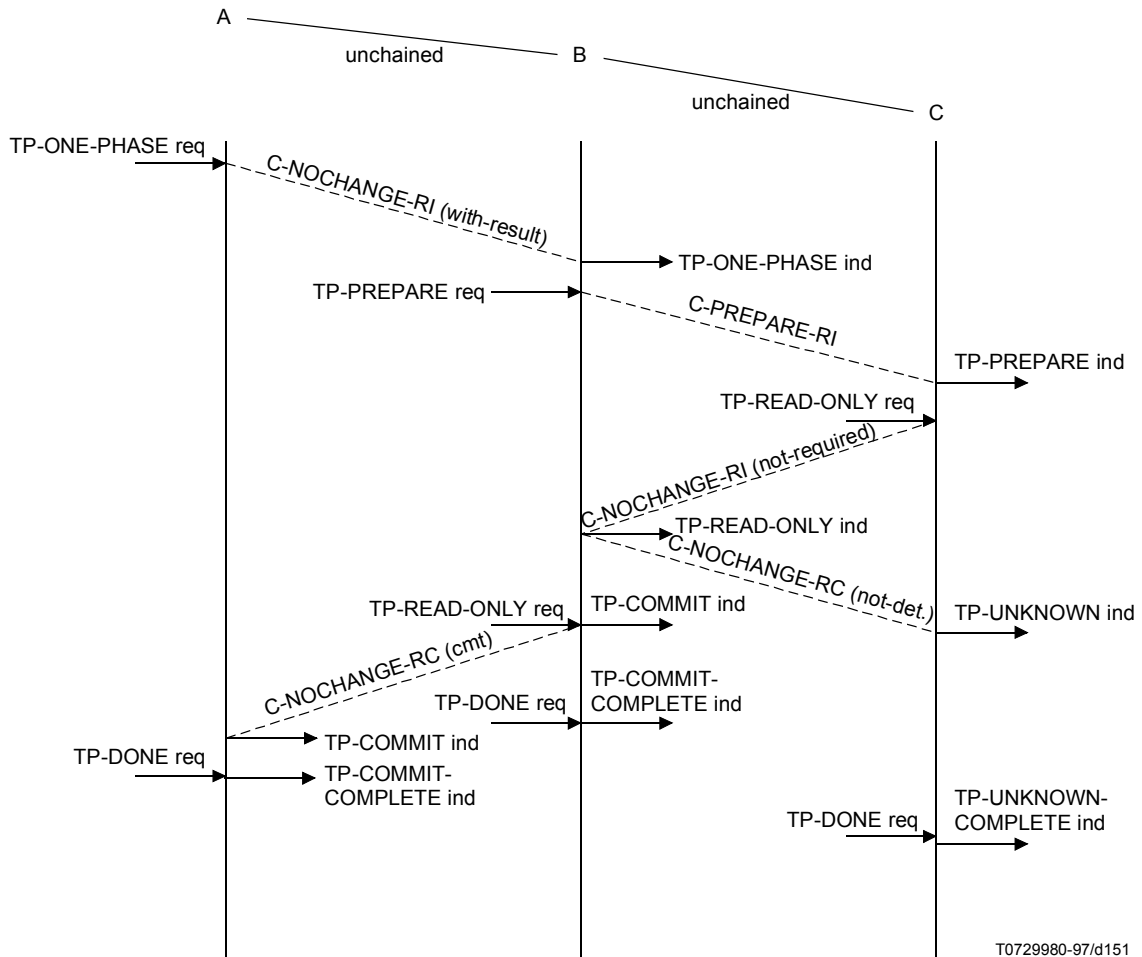 A
unchained
B
unchained
C
TP-ONE-PHASE req
C-NOCHANGE-RI (with-result)
TP-ONE-PHASE ind
TP-PREPARE req
C-PREPARE-RI
TP-PREPARE ind
TP-READ-ONLY req
C-NOCHANGE-RI (not-required)
TP-READ-ONLY ind
C-NOCHANGE-RC (not-det.)
TP-READ-ONLY req
TP-COMMIT ind
TP-UNKNOWN ind
C-NOCHANGE-RC (cmt)
TP-DONE req
TP-COMMIT-
COMPLETE ind
TP-COMMIT ind
TP-DONE req
TP-COMMIT-
COMPLETE ind
TP-DONE req
TP-UNKNOWN-
COMPLETE ind
T0729980-97/d151